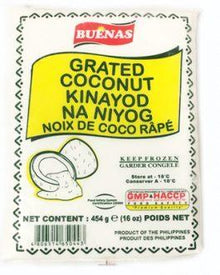 BUENAS
GRATED
COCONUT
KINAYOD
NA NIYOG
NOIX DE COCO RÂPÉ
KEEP FROZEN
GARDER CONGELÉ
Store at - 18°C
Conserver A - 18°C
GMP & HACCP
NET CONTENT : 454 g (16 oz) POIDS NET
PRODUCT OF THE PHILIPPINES
PRODUIT DES PHILIPPINES